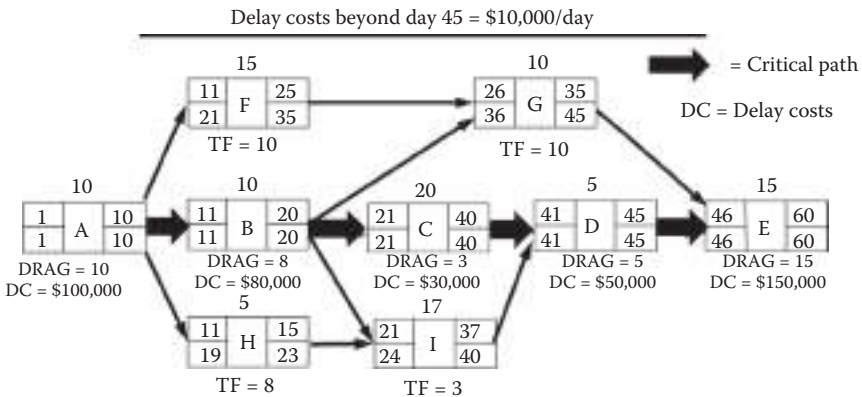 Delay costs beyond day 45 = $10,000/day
= Critical path
DC = Delay costs
15
11 F 25
21 35
TF = 10
10
26 G 35
36 45
TF = 10
10
1 A 10
1 10
DRAG = 10
DC = $100,000
10
11 B 20
11 20
DRAG = 8
DC = $80,000
20
21 C 40
21 40
DRAG = 3
DC = $30,000
5
41 D 45
41 45
DRAG = 5
DC = $50,000
15
46 E 60
46 60
DRAG = 15
DC = $150,000
5
11 H 15
19 23
TF = 8
17
21 I 37
24 40
TF = 3